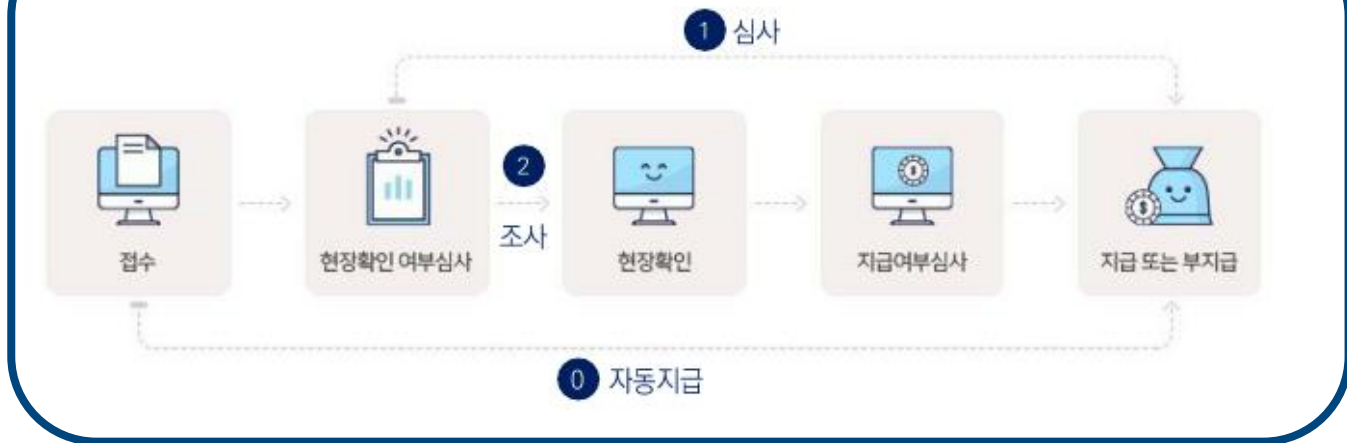 1 심사
2
조사
접수
현장확인 여부심사
현장확인
지급여부심사
지급 또는 부지급
0 자동지급